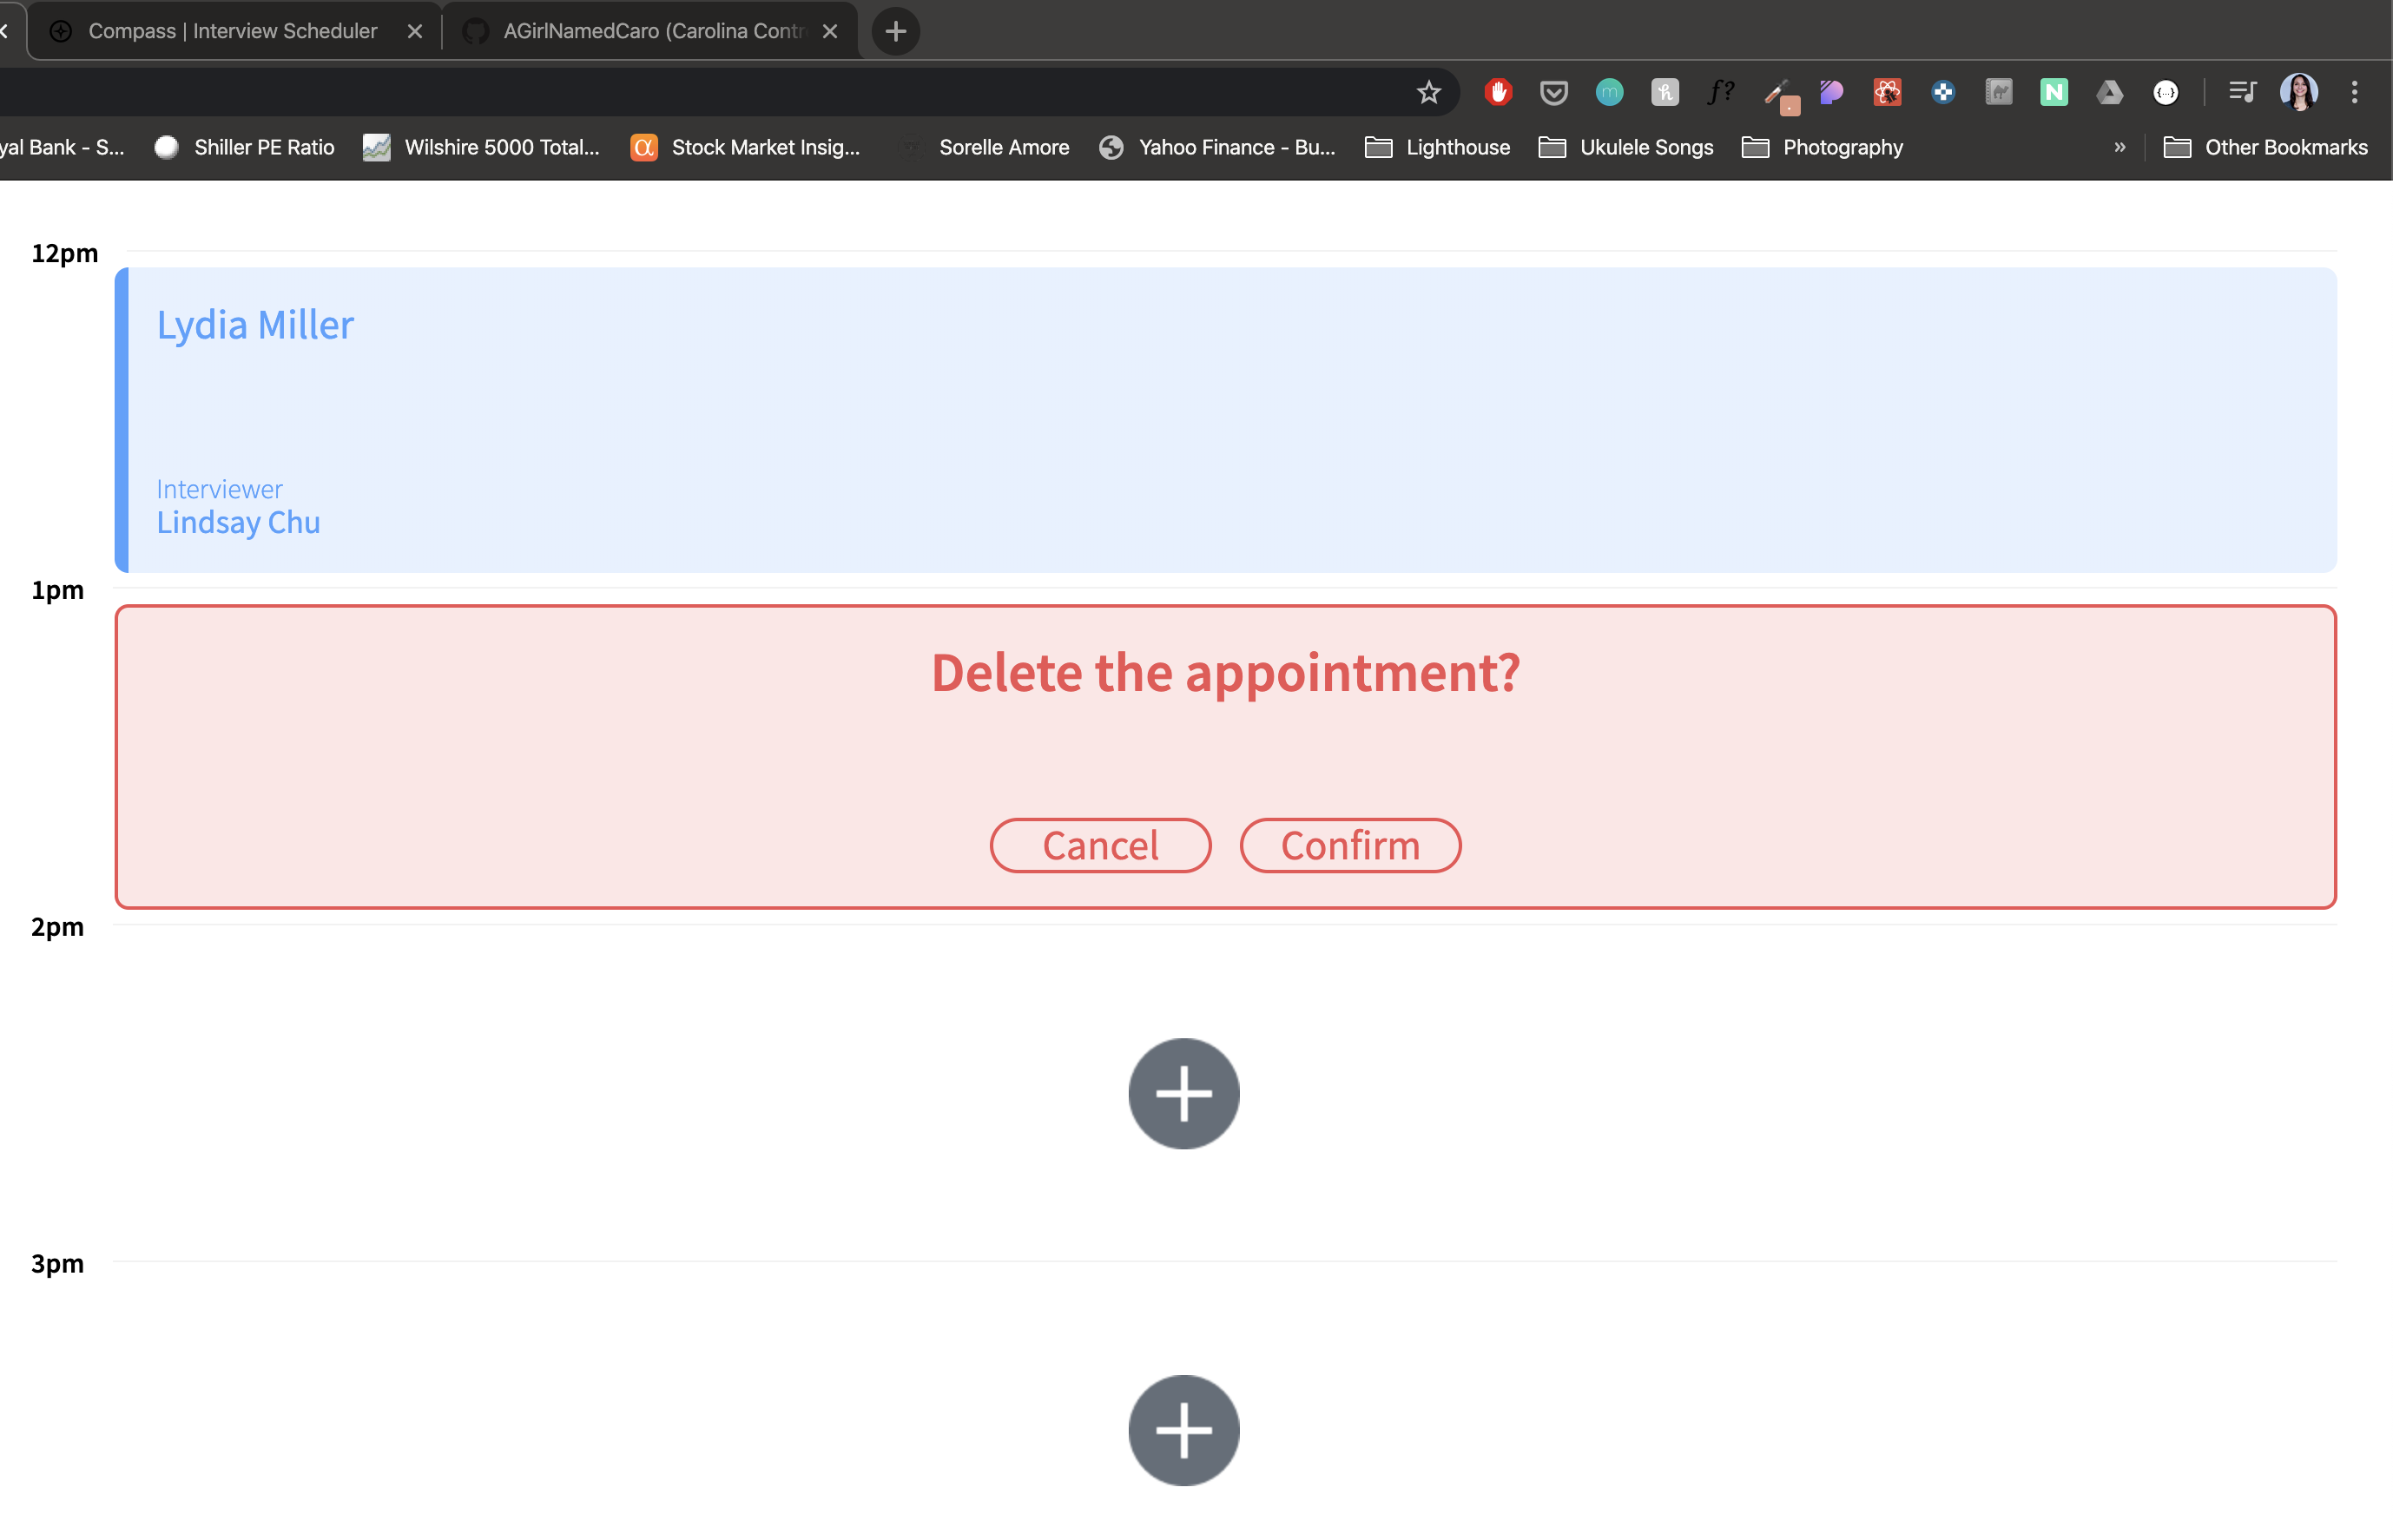 Compass | Interview Scheduler
AGirlNamedCaro (Carolina Contr
yal Bank - S... Shiller PE Ratio Wilshire 5000 Total... Stock Market Insig... Sorelle Amore Yahoo Finance - Bu... Lighthouse Ukulele Songs Photography » Other Bookmarks
12pm
Lydia Miller
Interviewer
Lindsay Chu
1pm
Delete the appointment?
Cancel Confirm
2pm
3pm